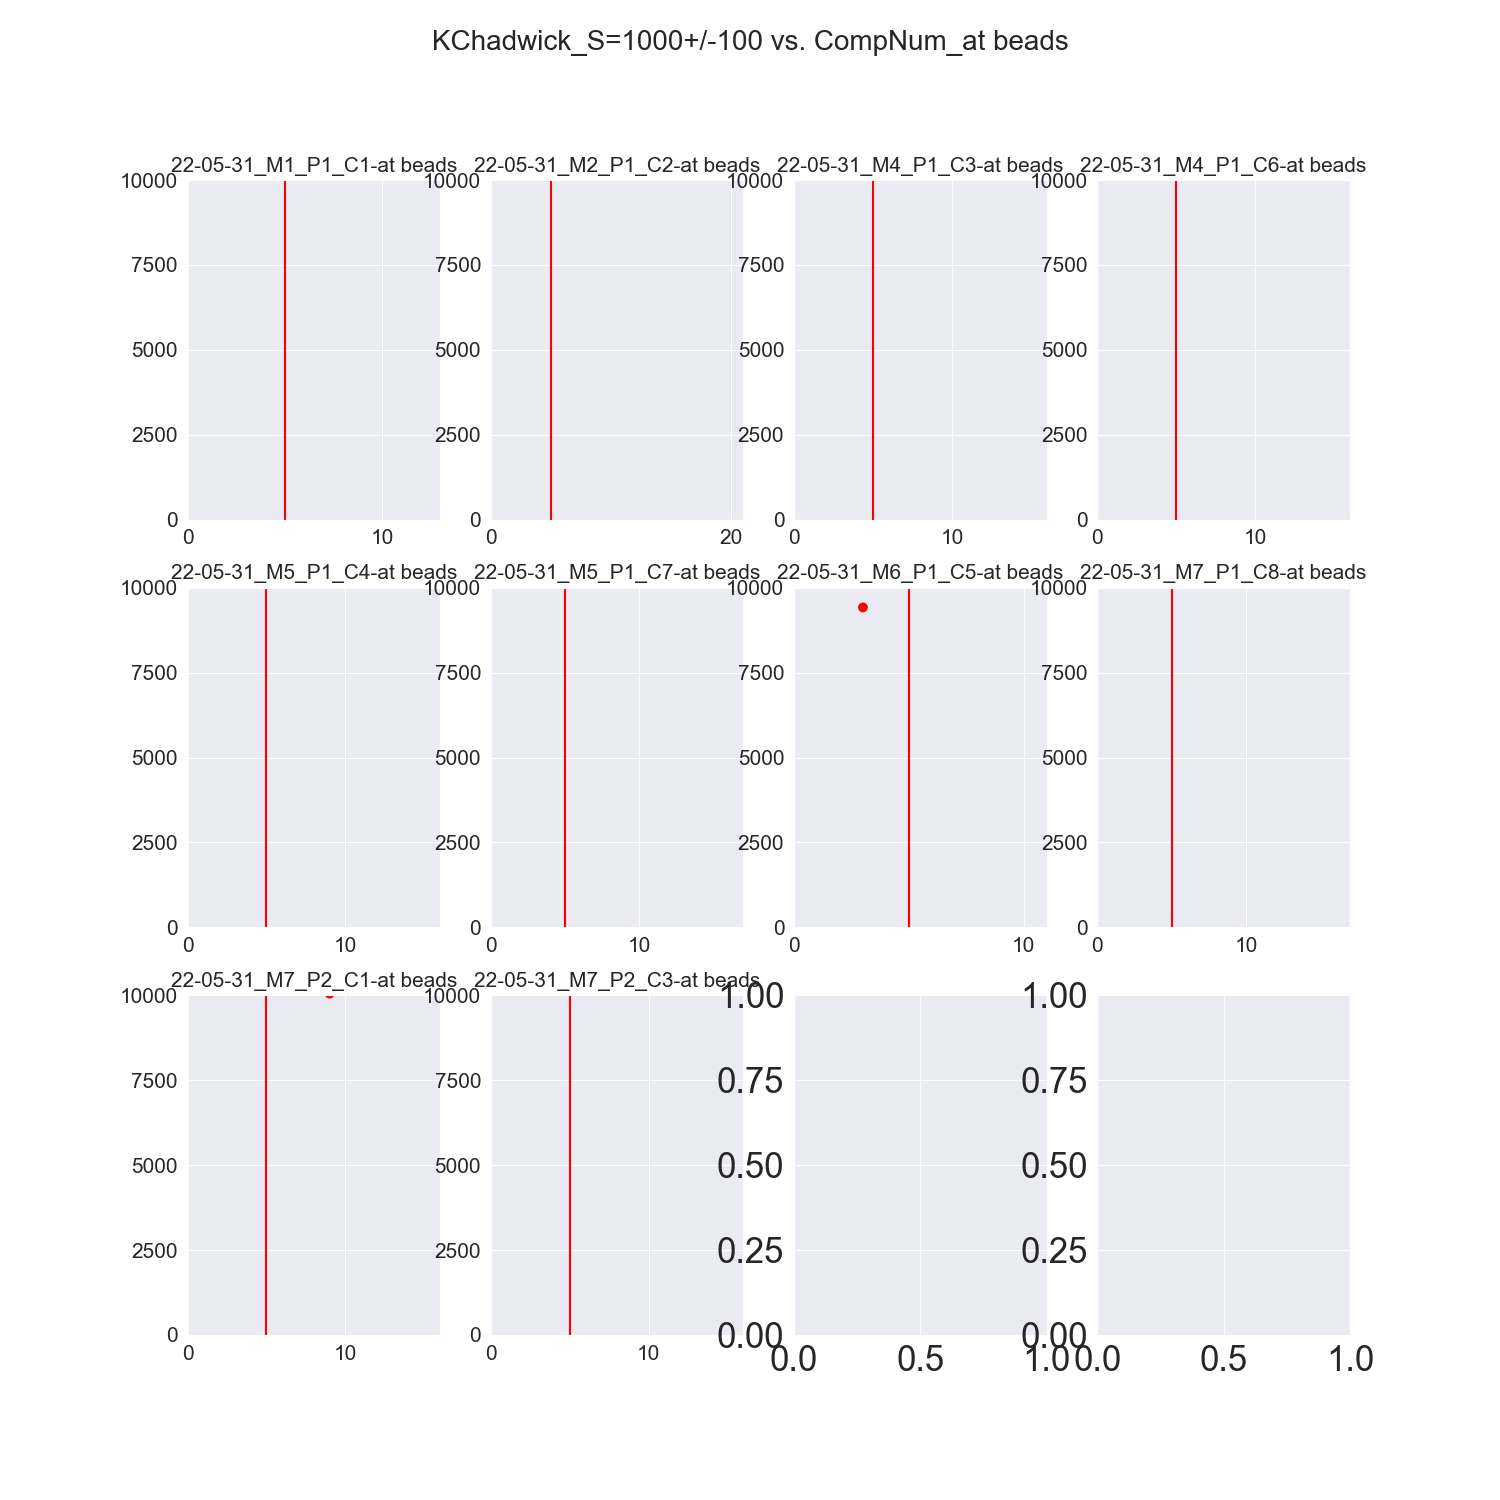 KChadwick_S=1000+/-100 vs. CompNum_at beads
22-05-31_M1_P1_C1-at beads 22-05-31_M2_P1_C2-at beads 22-05-31_M4_P1_C3-at beads 22-05-31_M4_P1_C6-at beads
10000 10000 10000 10000
7500 7500 7500 7500
5000 5000 5000 5000
2500 2500 2500 2500
0 0 0 0
0 10 0 20 0 10 0 10
22-05-31_M5_P1_C4-at beads 22-05-31_M5_P1_C7-at beads 22-05-31_M6_P1_C5-at beads 22-05-31_M7_P1_C8-at beads
10000 10000 10000 10000
7500 7500 7500 7500
5000 5000 5000 5000
2500 2500 2500 2500
0 0 0 0
0 10 0 10 0 10 0 10
22-05-31_M7_P2_C1-at beads 22-05-31_M7_P2_C3-at beads
10000 10000 1.00 1.00
7500 7500 0.75 0.75
5000 5000 0.50 0.50
2500 2500 0.25 0.25
0 0 0.00 0.00
0 10 0 10 0.0 0.5 1.0 0.0 0.5 1.0